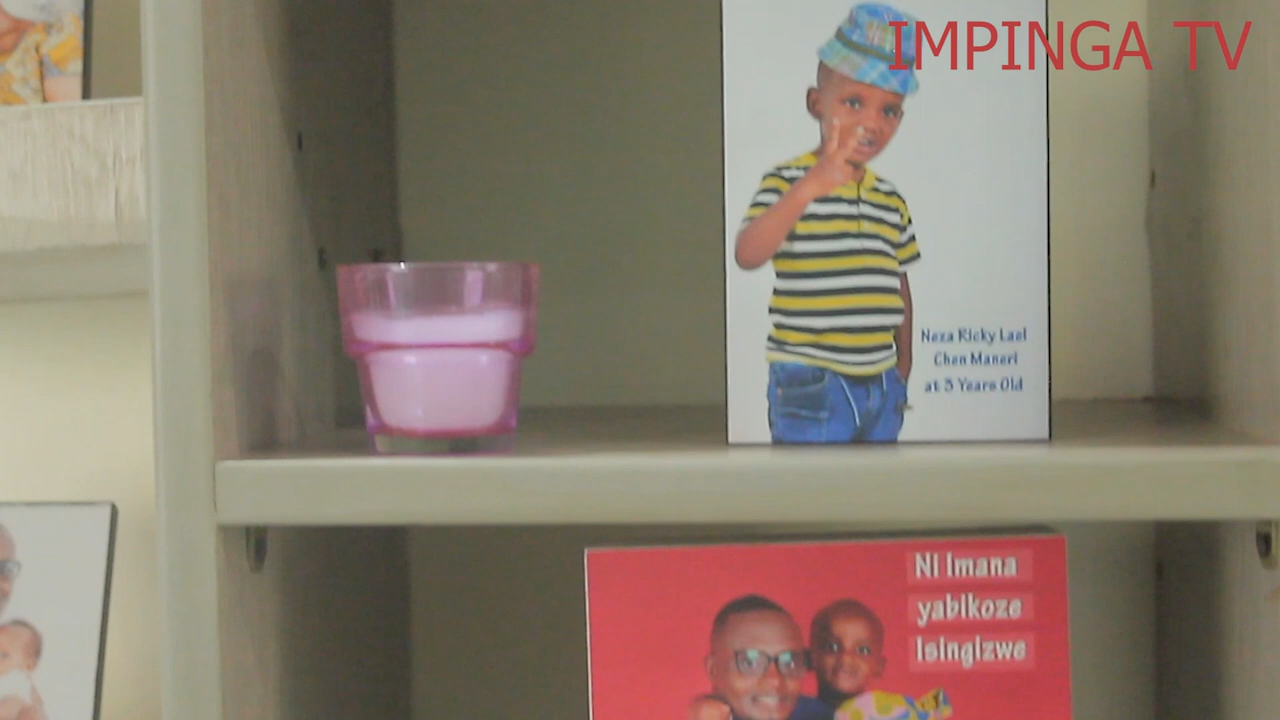 IMPINGA TV
Neza Ricky Lael
Chen Maneri
at 3 Years Old
Ni Imana
yabikoze
Isingizwe